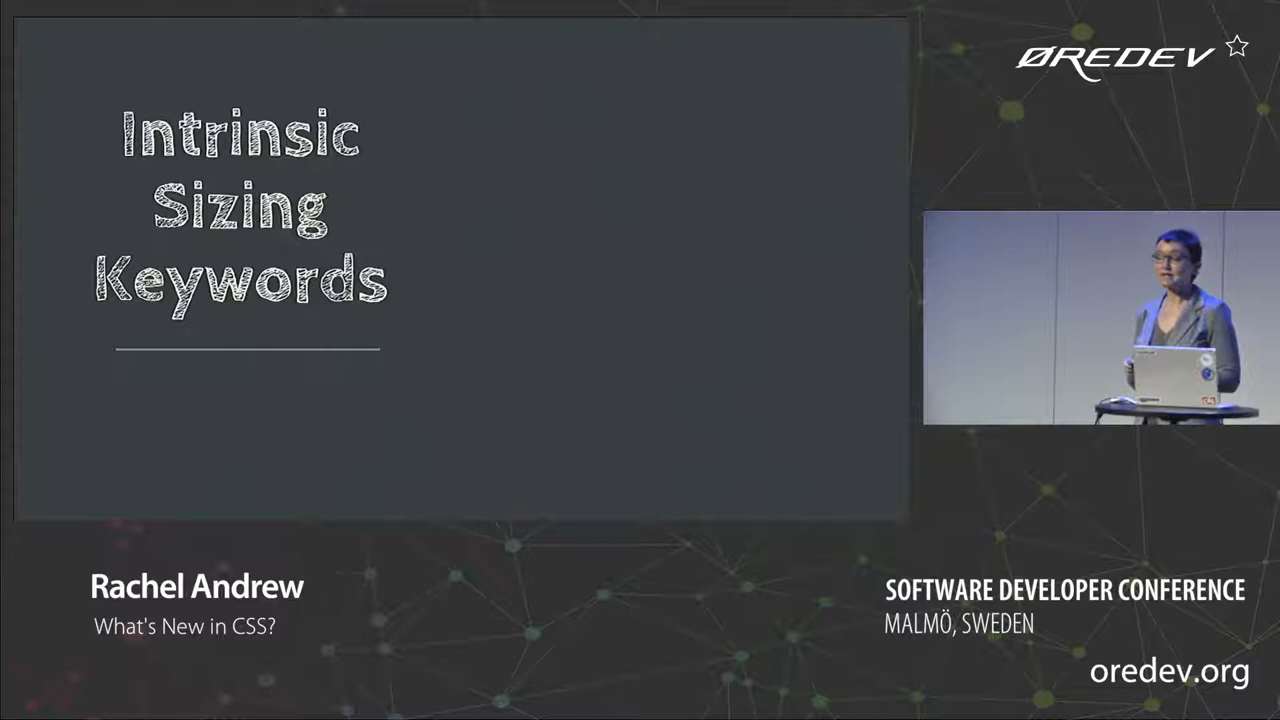 Intrinsic
Sizing
Keywords
ØREDEV
Rachel Andrew
What's New in CSS?
SOFTWARE DEVELOPER CONFERENCE
MALMÖ, SWEDEN
oredev.org